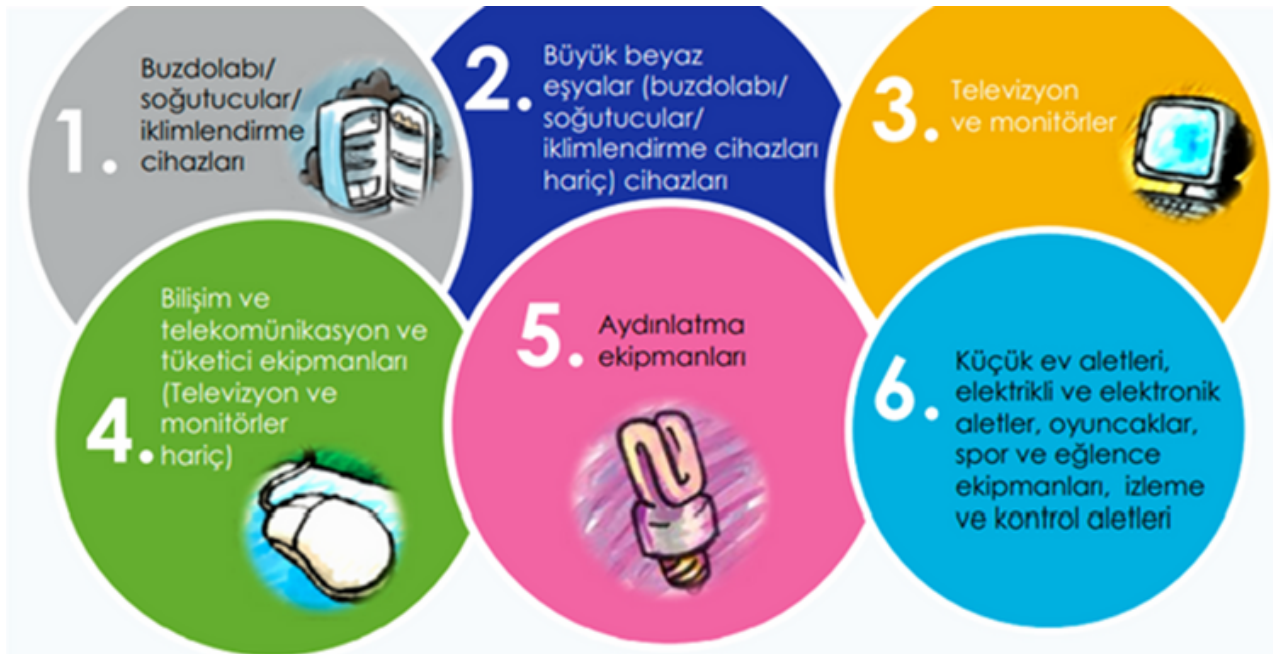 1.
Buzdolabı/
soğutucular/
iklimlendirme
cihazları
2.
Büyük beyaz
eşyalar (buzdolabı/
soğutucular/
iklimlendirme cihazları
hariç) cihazları
3.
Televizyon
ve monitörler
4.
Bilişim ve
telekomünikasyon ve
tüketici ekipmanları
(Televizyon ve
monitörler
hariç)
5.
Aydınlatma
ekipmanları
6.
Küçük ev aletleri,
elektrikli ve elektronik
aletler, oyuncaklar,
spor ve eğlence
ekipmanları, izleme
ve kontrol aletleri